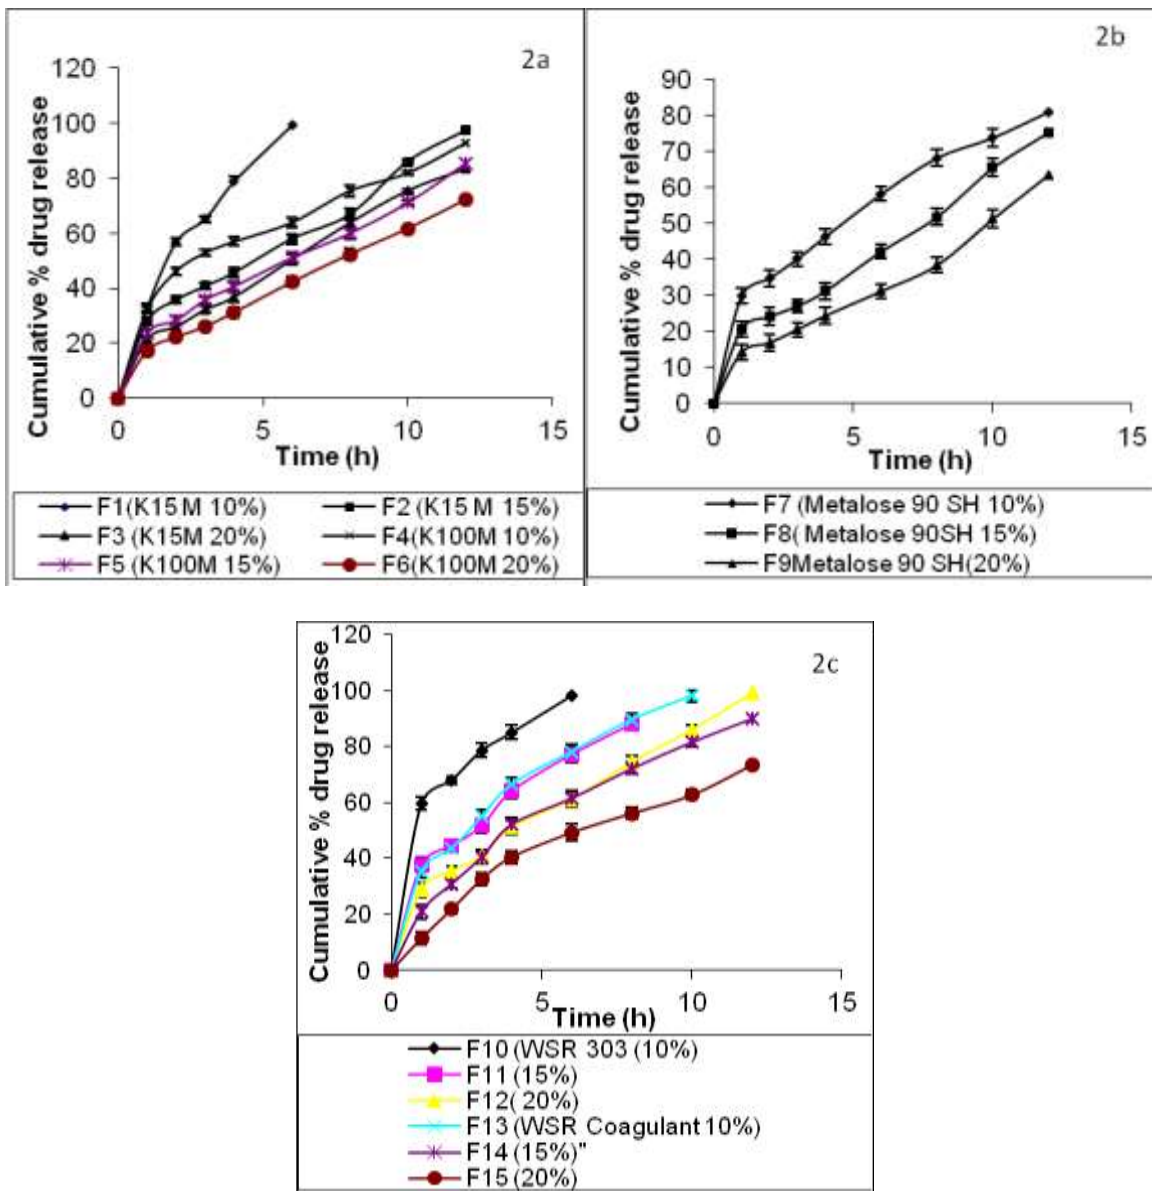 2a
120
100
80
60
40
20
0
Cumulative % drug release
0 5 10 15
Time (h)
F1(K15 M 10%) F2 (K15 M 15%)
F3 (K15M 20%) F4(K100M 10%)
F5 (K100M 15%) F6(K100M 20%)
2b
90
80
70
60
50
40
30
20
10
0
Cumulative % drug release
0 5 10 15
Time (h)
F7 (Metalose 90 SH 10%)
F8( Metalose 90SH 15%)
F9Metalose 90 SH(20%)
2c
120
100
80
60
40
20
0
Cumulative % drug release
0 5 10 15
Time (h)
F10 (WSR 303 (10%)
F11 (15%)
F12( 20%)
F13 (WSR Coagulant 10%)
F14 (15%)"
F15 (20%)